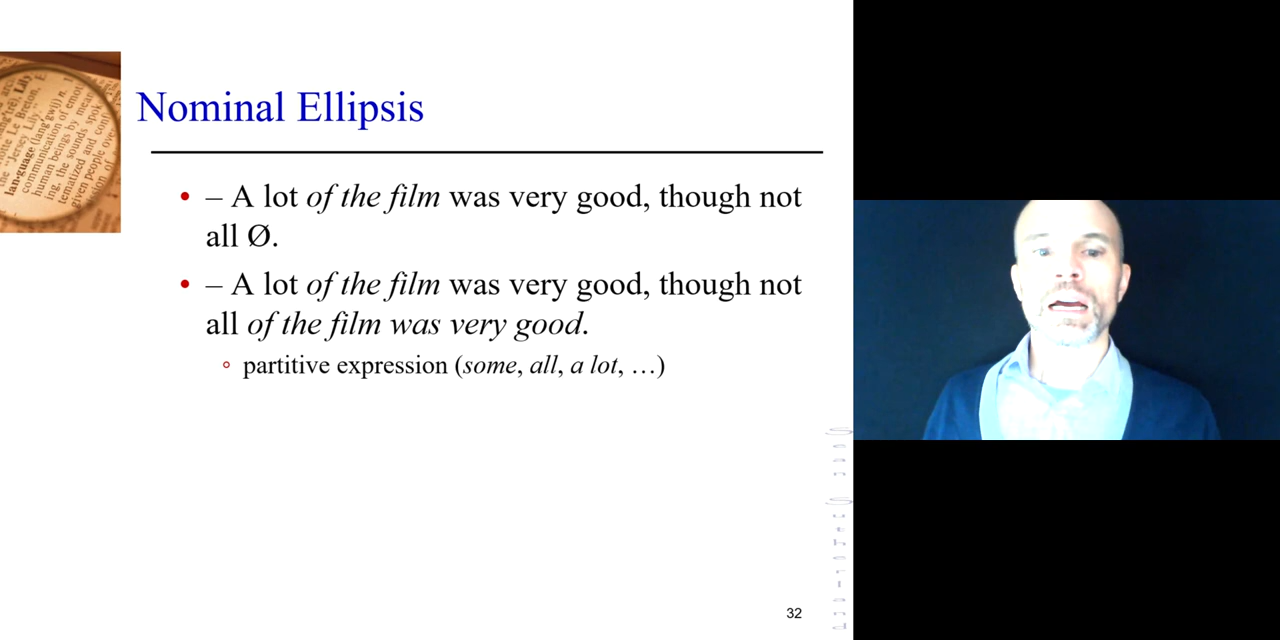 Nominal Ellipsis
• – A lot of the film was very good, though not
all Ø.
• – A lot of the film was very good, though not
all of the film was very good.
◦ partitive expression (some, all, a lot, …)
32